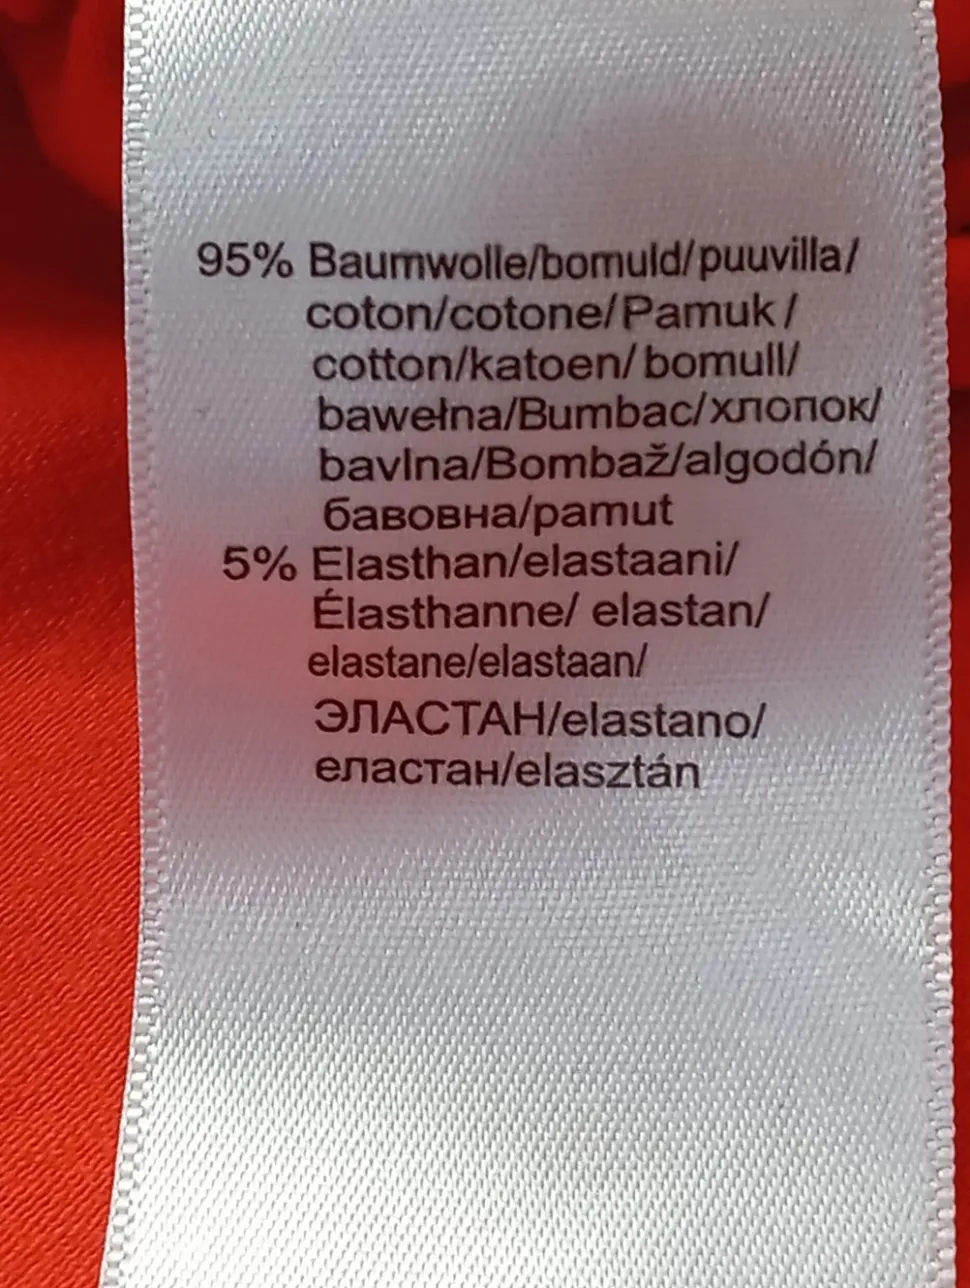 95% Baumwolle/bomuld/puuvilla/
coton/cotone/Pamuk/
cotton/katoen/bomull/
bawełna/Bumbac/хлопок/
bavlna/Bombaž/algodón/
бавовна/pamut
5% Elasthan/elastaani/
Élasthanne/ elastan/
elastane/elastaan/
ЭЛАСТАН/elastano/
еластан/elasztán